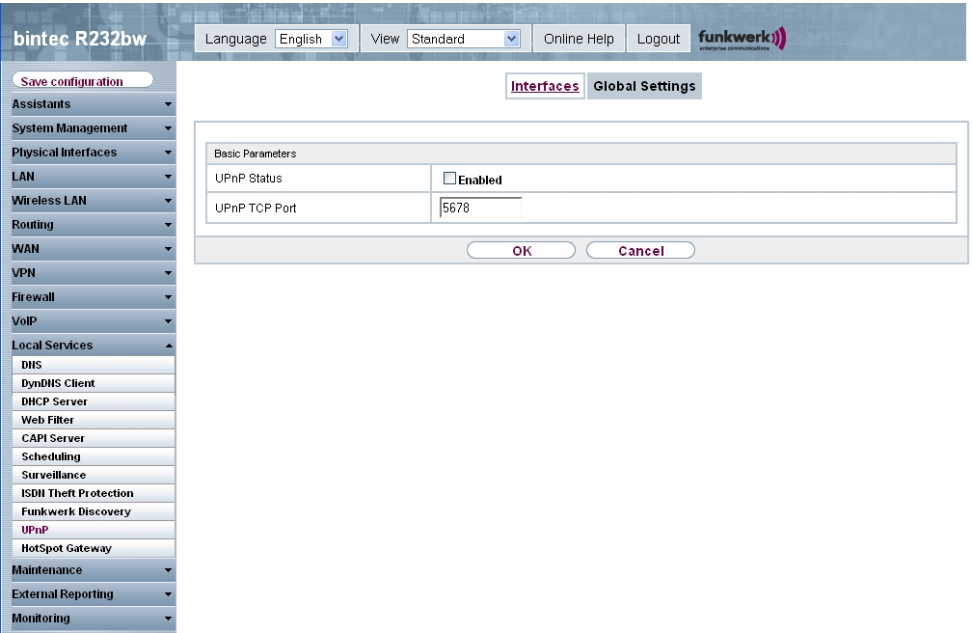 bintec R232bw
Language English View Standard Online Help Logout funkwerk
enterprise communications
Save configuration
Interfaces Global Settings
Assistants
System Management
Physical Interfaces
LAN
Wireless LAN
Routing
WAN
VPN
Firewall
VoIP
Local Services
DNS
DynDNS Client
DHCP Server
Web Filter
CAPI Server
Scheduling
Surveillance
ISDN Theft Protection
Funkwerk Discovery
UPnP
HotSpot Gateway
Maintenance
External Reporting
Monitoring
Basic Parameters
UPnP Status Enabled
UPnP TCP Port 5678
OK Cancel